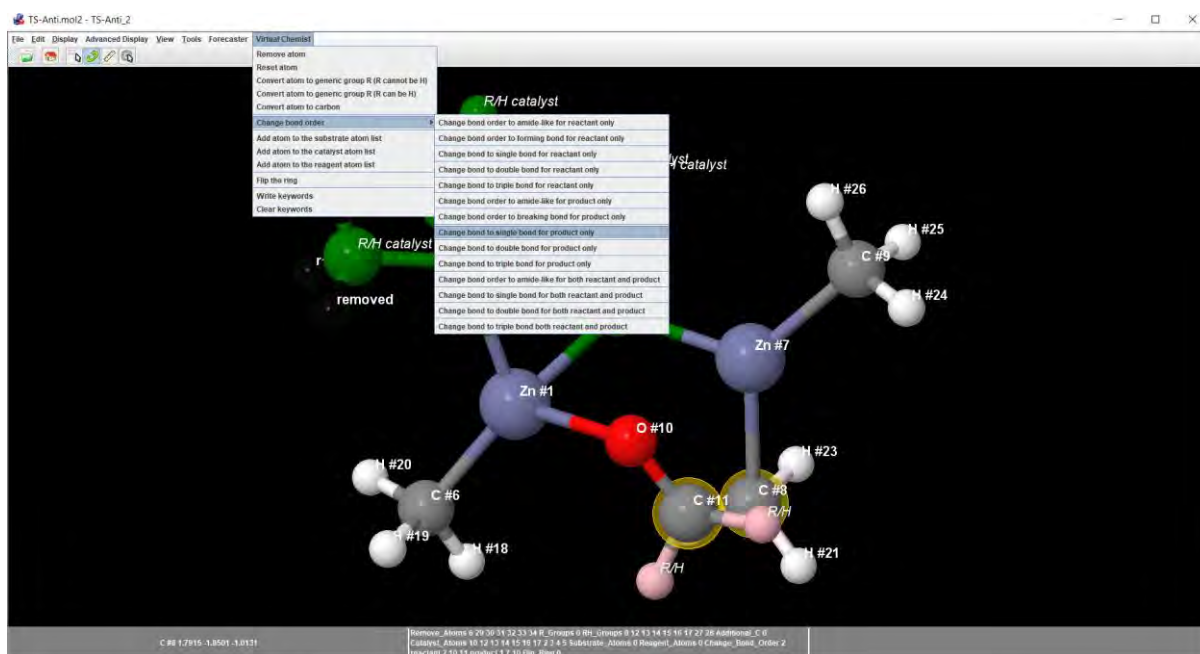 TS-Anti.mol2 - TS-Anti_2
File Edit Display Advanced Display View Tools Forecaster Virtual Chemist
Remove atom
Reset atom
Convert atom to generic group R (R cannot be H)
Convert atom to generic group R (R can be H)
Convert atom to carbon
Change bond order
Add atom to the substrate atom list
Add atom to the catalyst atom list
Add atom to the reagent atom list
Flip the ring
Write keywords
Clear keywords
Change bond order to amide-like for reactant only
Change bond order to forming bond for reactant only
Change bond to single bond for reactant only
Change bond to double bond for reactant only
Change bond to triple bond for reactant only
Change bond order to amide-like for product only
Change bond order to breaking bond for product only
Change bond to single bond for product only
Change bond to double bond for product only
Change bond to triple bond for product only
Change bond order to amide-like for both reactant and product
Change bond to single bond for both reactant and product
Change bond to double bond for both reactant and product
Change bond to triple bond both reactant and product
R/H catalyst
catalyst
H #26
R/H catalyst
H #25
C #9
H #24
removed
Zn #7
Zn #1
O #10
H #23
H #20
C #6
C #8
C #11
R/H
H #19
H #18
H #21
R/H
C #8 1.7915 -1.8501 -1.0131